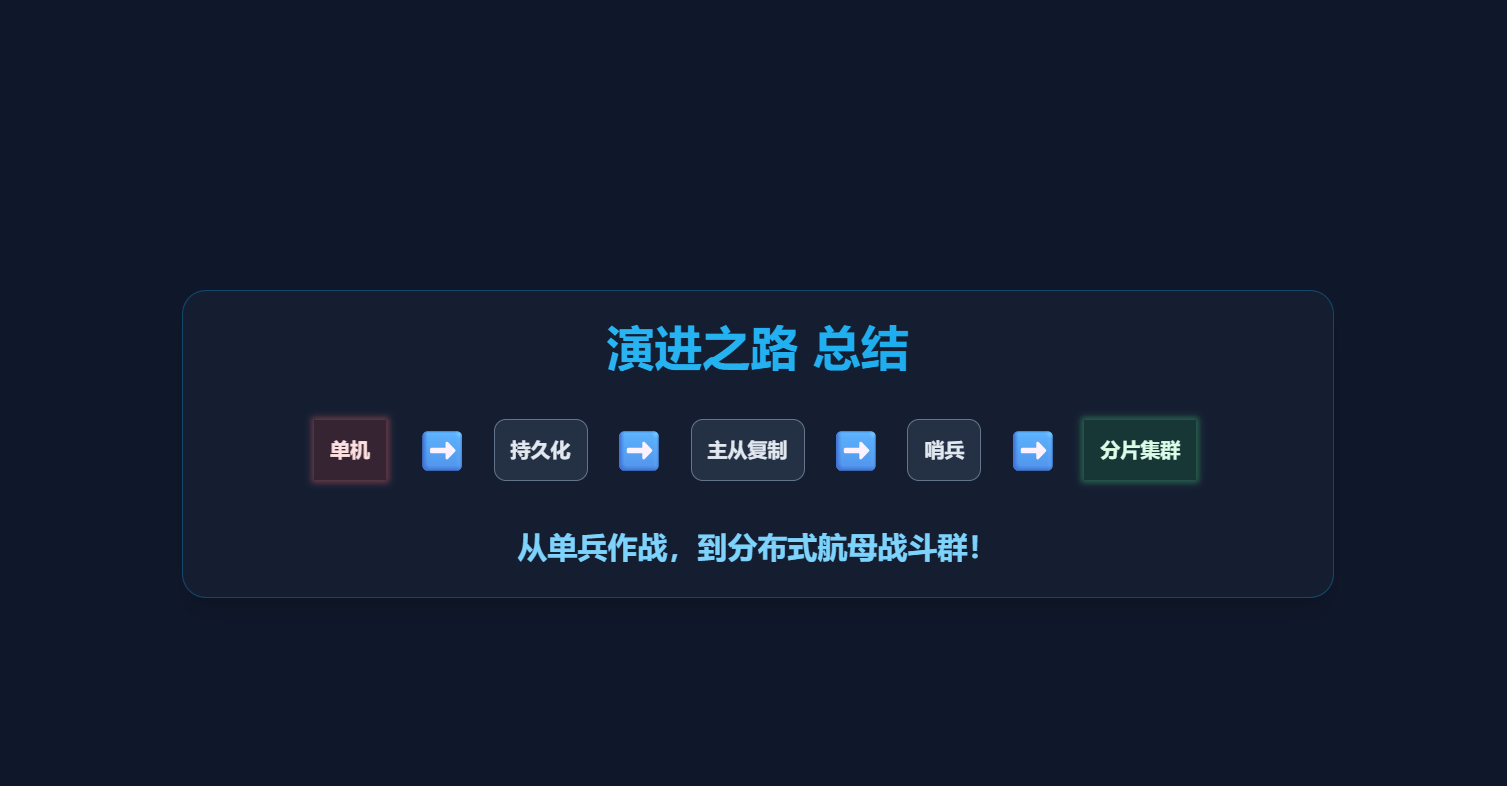 演进之路 总结
单机 ➡️ 持久化 ➡️ 主从复制 ➡️ 哨兵 ➡️ 分片集群
从单兵作战，到分布式航母战斗群！